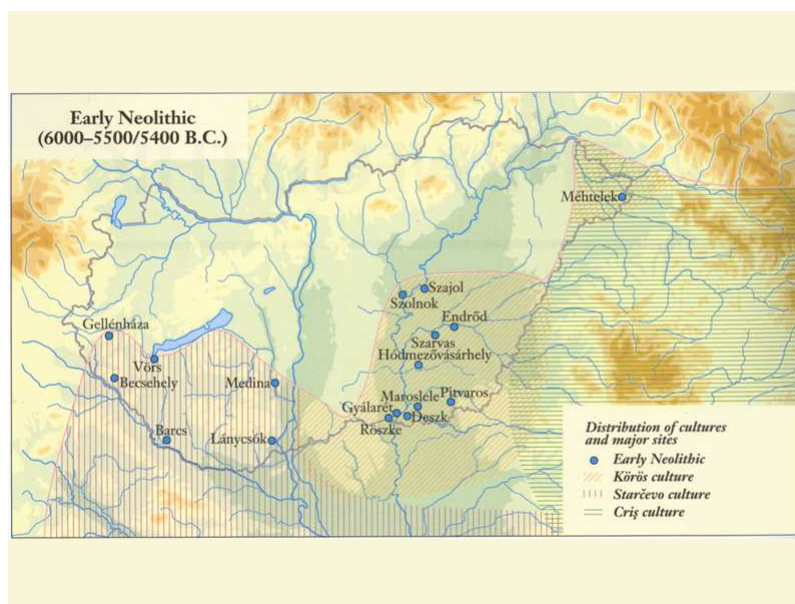 Early Neolithic
(6000–5500/5400 B.C.)
Méhtelek
Szajol
Szolnok
Endrőd
Gellénháza
Szarvas
Hódmezővásárhely
Vörs
Becsehely
Medina
Maroslele
Pitvaros
Gyálarét
Deszk
Röszke
Barcs
Lánycsók
Distribution of cultures
and major sites
Early Neolithic
Körös culture
Starčevo culture
Criş culture